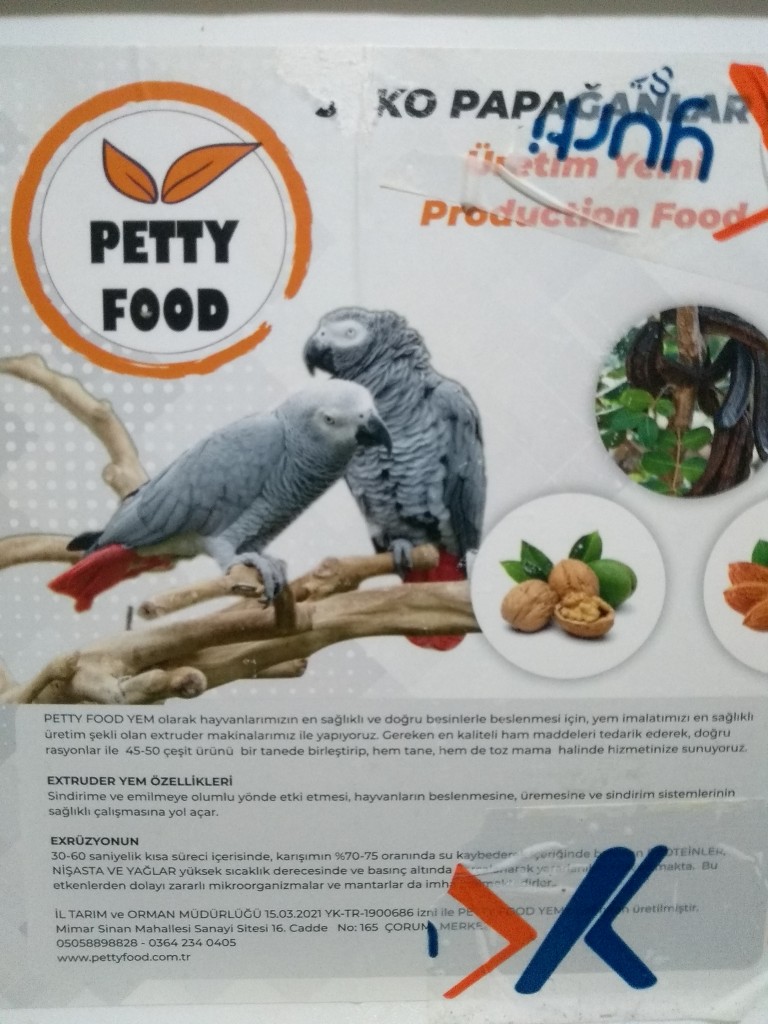 PETTY
FOOD
KO PAPAĞANLAR
Üretim Yemi
Production Food
PETTY FOOD YEM olarak hayvanlarımızın en sağlıklı ve doğru besinlerle beslenmesi için, yem imalatımızı en sağlıklı
üretim şekli olan extruder makinalarımız ile yapıyoruz. Gereken en kaliteli ham maddeleri tedarik ederek, doğru
rasyonlar ile 45-50 çeşit ürünü bir tanede birleştirip, hem tane, hem de toz mama halinde hizmetinize sunuyoruz.
EXTRUDER YEM ÖZELLİKLERİ
Sindirime ve emilmeye olumlu yönde etki etmesi, hayvanların beslenmesine, üremesine ve sindirim sistemlerinin
sağlıklı çalışmasına yol açar.
EXRÜZYONUN
30-60 saniyelik kısa süreci içerisinde, karışımın %70-75 oranında su
NİŞASTA VE YAĞLAR yüksek sıcaklık derecesinde ve basınç altında Bu
etkenlerden dolayı zararlı mikroorganizmalar ve mantarlar da
İL TARIM ve ORMAN MÜDÜRLÜĞÜ 15.03.2021 YK-TR-1900686 izni ile PETTY FOOD YEM üretilmiştir.
Mimar Sinan Mahallesi Sanayi Sitesi 16. Cadde No: 165 ÇORUM MERKE
05058898828 - 0364 234 0405
www.pettyfood.com.tr